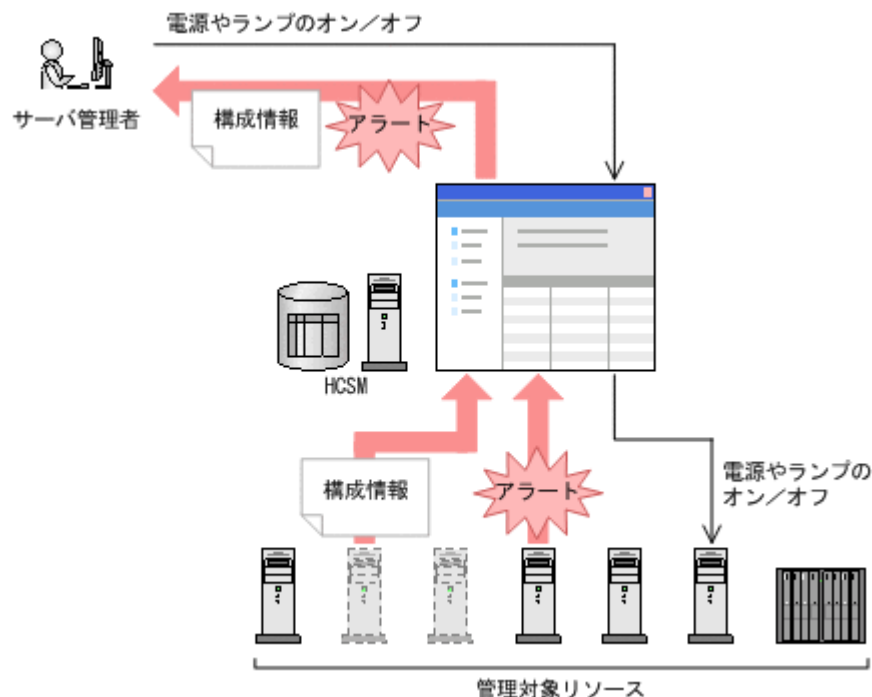 電源やランプのオン／オフ
サーバ管理者
構成情報
アラート
HCSM
構成情報
アラート
電源やランプの
オン／オフ
管理対象リソース